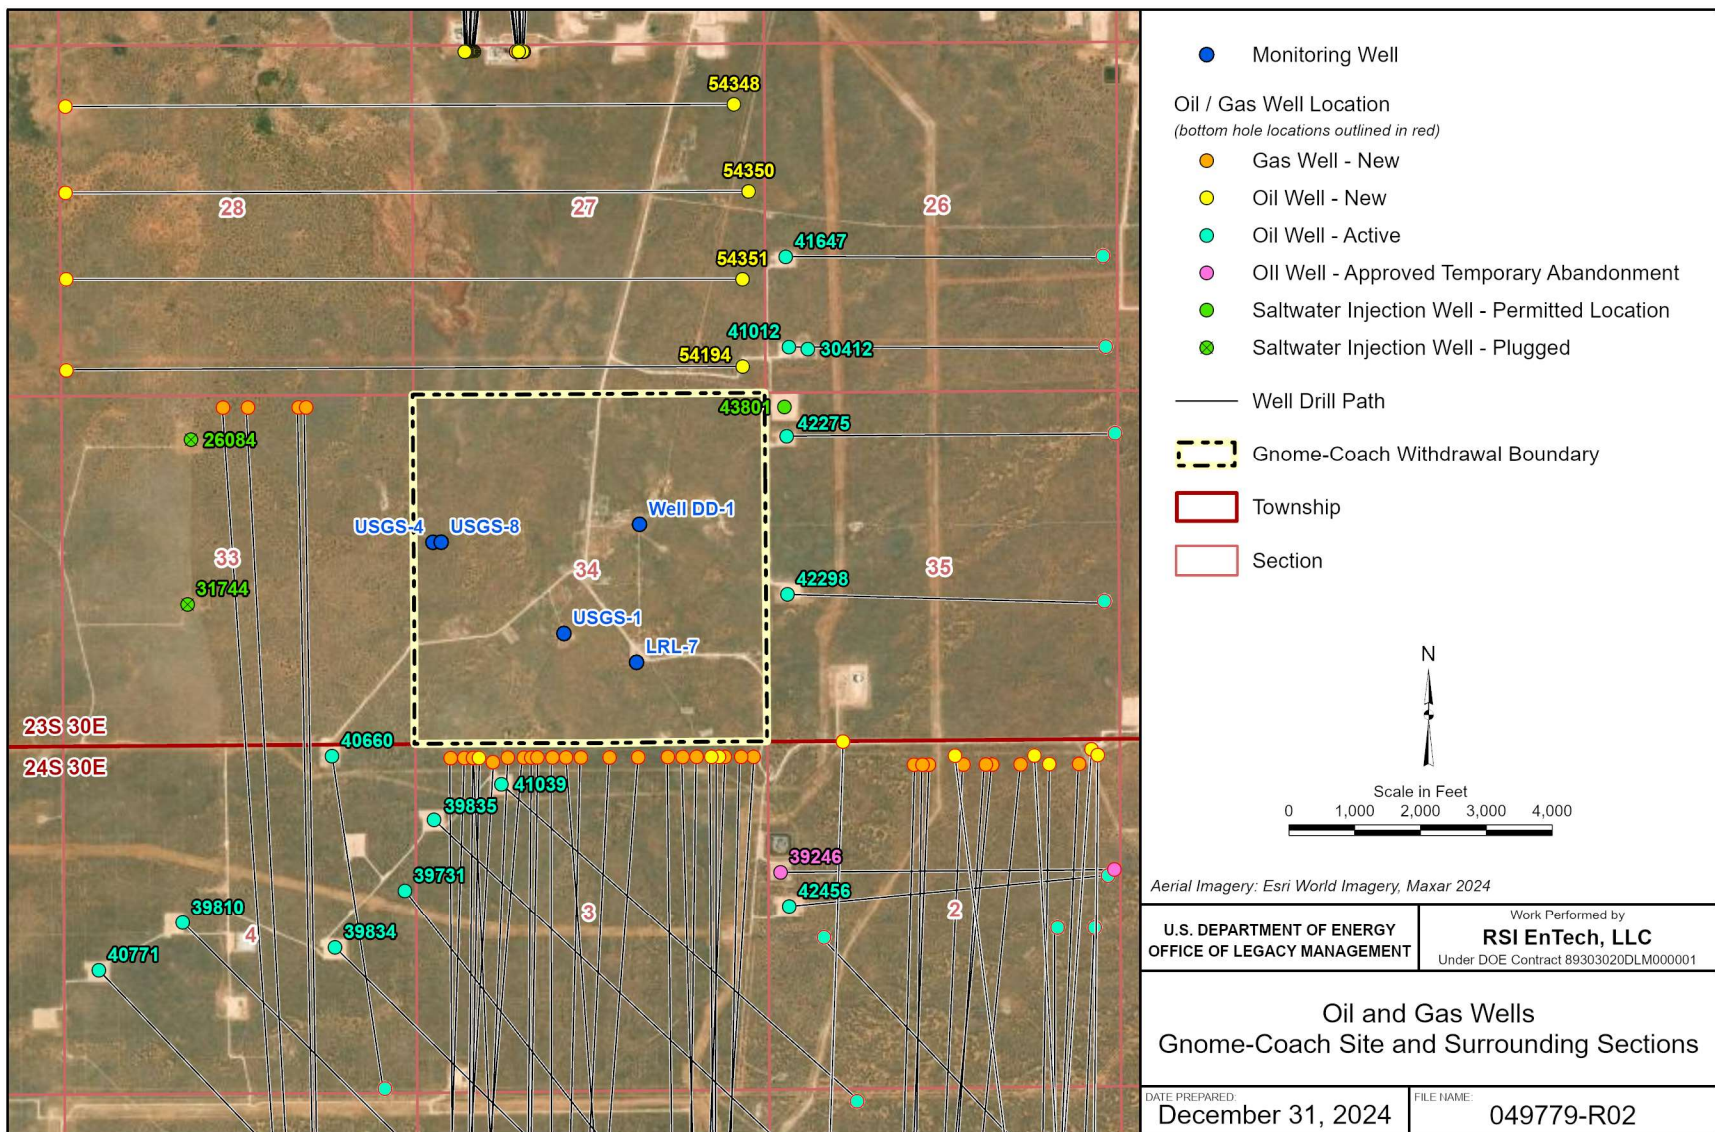 54348
54350
28
27
26
54351
41647
41012
30412
54194
43801
42275
26084
Well DD-1
USGS-4
USGS-8
33
34
35
42298
31744
USGS-1
LRL-7
23S 30E
24S 30E
40660
41039
39835
39246
39731
42456
39810
3
2
4
39834
40771
Monitoring Well
Oil / Gas Well Location
(bottom hole locations outlined in red)
Gas Well - New
Oil Well - New
Oil Well - Active
OIl Well - Approved Temporary Abandonment
Saltwater Injection Well - Permitted Location
Saltwater Injection Well - Plugged
Well Drill Path
Gnome-Coach Withdrawal Boundary
Township
Section
N
Scale in Feet
0 1,000 2,000 3,000 4,000
Aerial Imagery: Esri World Imagery, Maxar 2024
U.S. DEPARTMENT OF ENERGY
OFFICE OF LEGACY MANAGEMENT
Work Performed by
RSI EnTech, LLC
Under DOE Contract 89303020DLM000001
Oil and Gas Wells
Gnome-Coach Site and Surrounding Sections
DATE PREPARED:
December 31, 2024
FILE NAME:
049779-R02